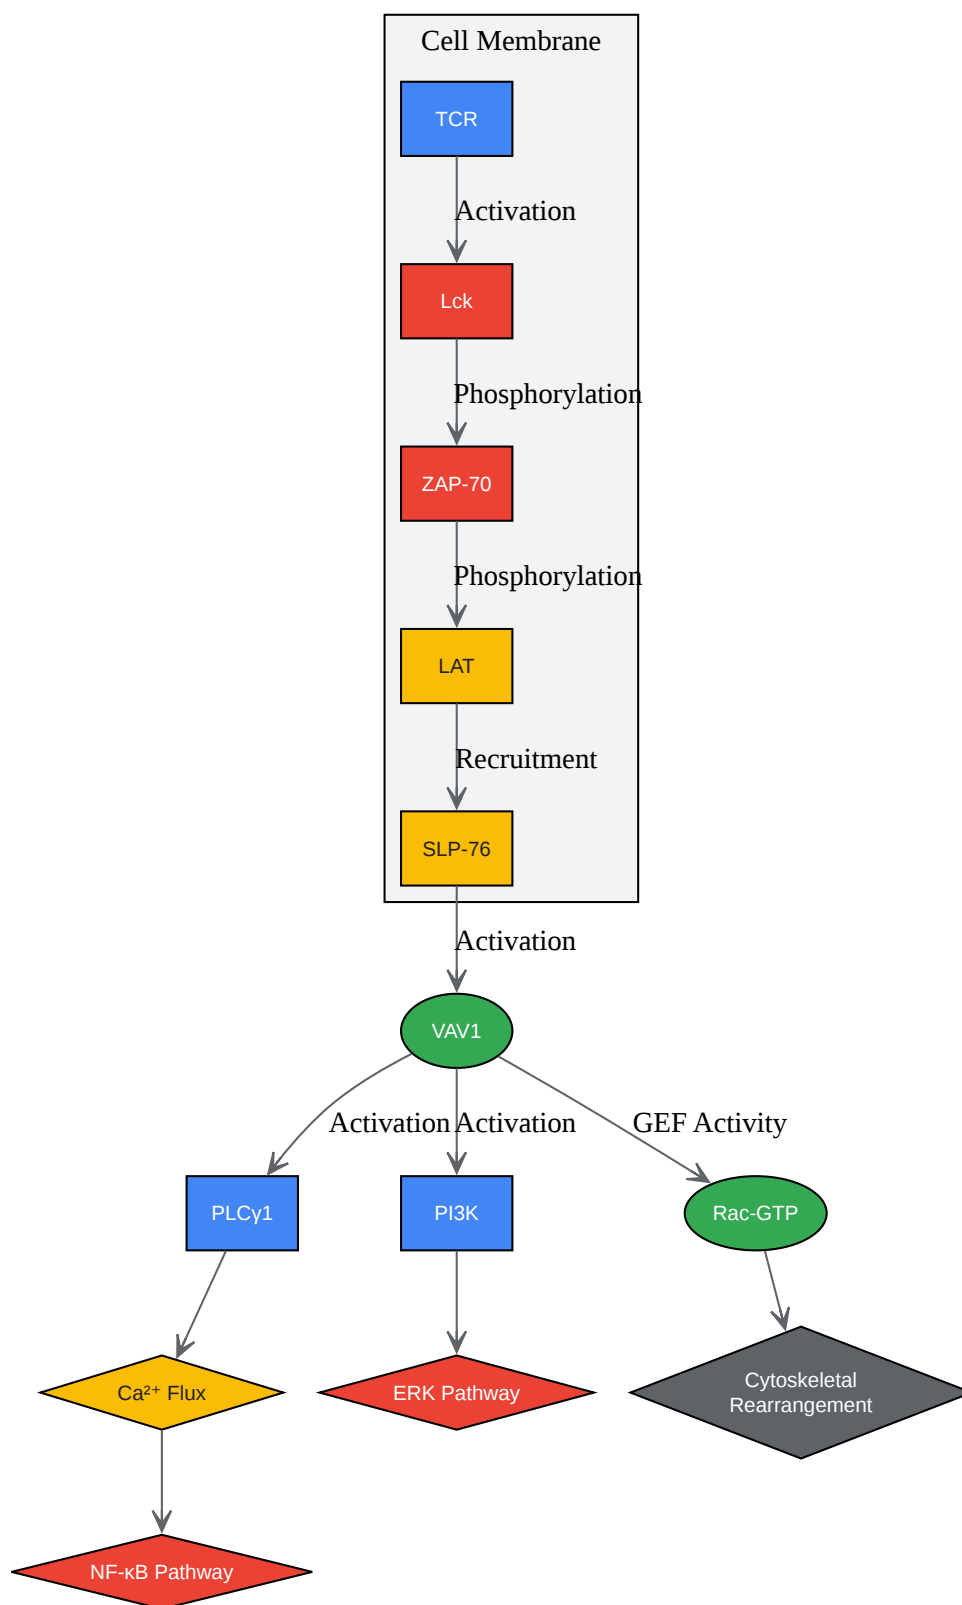 Cell Membrane
TCR
Activation
Lck
Phosphorylation
ZAP-70
Phosphorylation
LAT
Recruitment
SLP-76
Activation
VAV1
Activation
Activation
GEF Activity
PLCγ1
PI3K
Rac-GTP
Ca²⁺ Flux
ERK Pathway
Cytoskeletal
Rearrangement
NF-κB Pathway